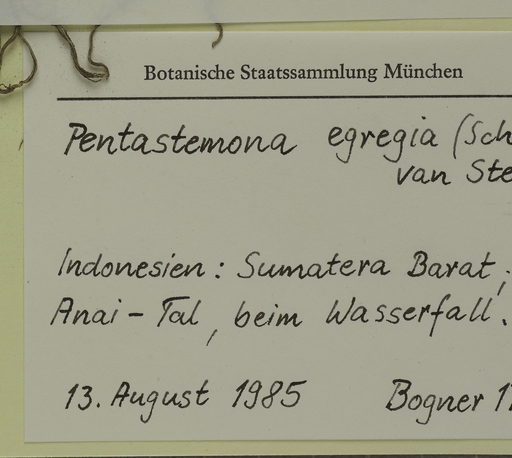 Botanische Staatssammlung München
Pentastemona egregia (Sch
van Ste
Indonesien: Sumatera Barat;
Anai-Tal, beim Wasserfall.
13. August 1985 Bogner